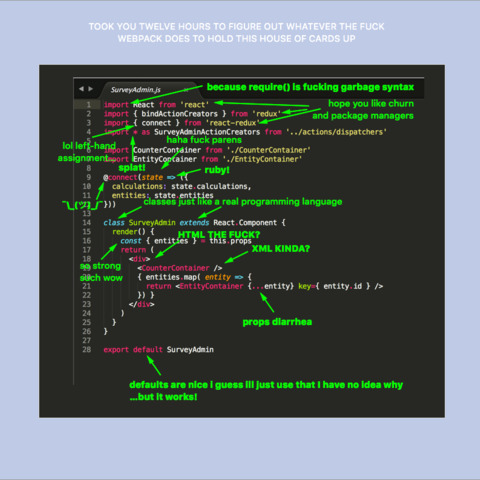 TOOK YOU TWELVE HOURS TO FIGURE OUT WHATEVER THE FUCK
WEBPACK DOES TO HOLD THIS HOUSE OF CARDS UP
SurveyAdmin.js
because require() is fucking garbage syntax
1 import React from 'react'
hope you like churn
and package managers
2 import { bindActionCreators } from 'redux'
3 import { connect } from 'react-redux'
4 import * as SurveyAdminActionCreators from '../actions/dispatchers'
haha fuck parens
lol left-hand
assignment
6 import CounterContainer from './CounterContainer'
7 import EntityContainer from './EntityContainer'
splat!
ruby!
9 @connect(state => ({
10 calculations: state.calculations,
11 entities: state.entities
12 }))
¯\_(ツ)_/¯
classes just like a real programming language
14 class SurveyAdmin extends React.Component {
15 render() {
HTML THE FUCK?
16 const { entities } = this.props
17 return (
XML KINDA?
18 <div>
so strong
such wow
19 <CounterContainer />
20 { entities.map( entity => {
21 return <EntityContainer {...entity} key={ entity.id } />
22 }) }
23 </div>
24 )
props diarrhea
25 }
26 }
27
28 export default SurveyAdmin
defaults are nice i guess ill just use that I have no idea why
...but it works!